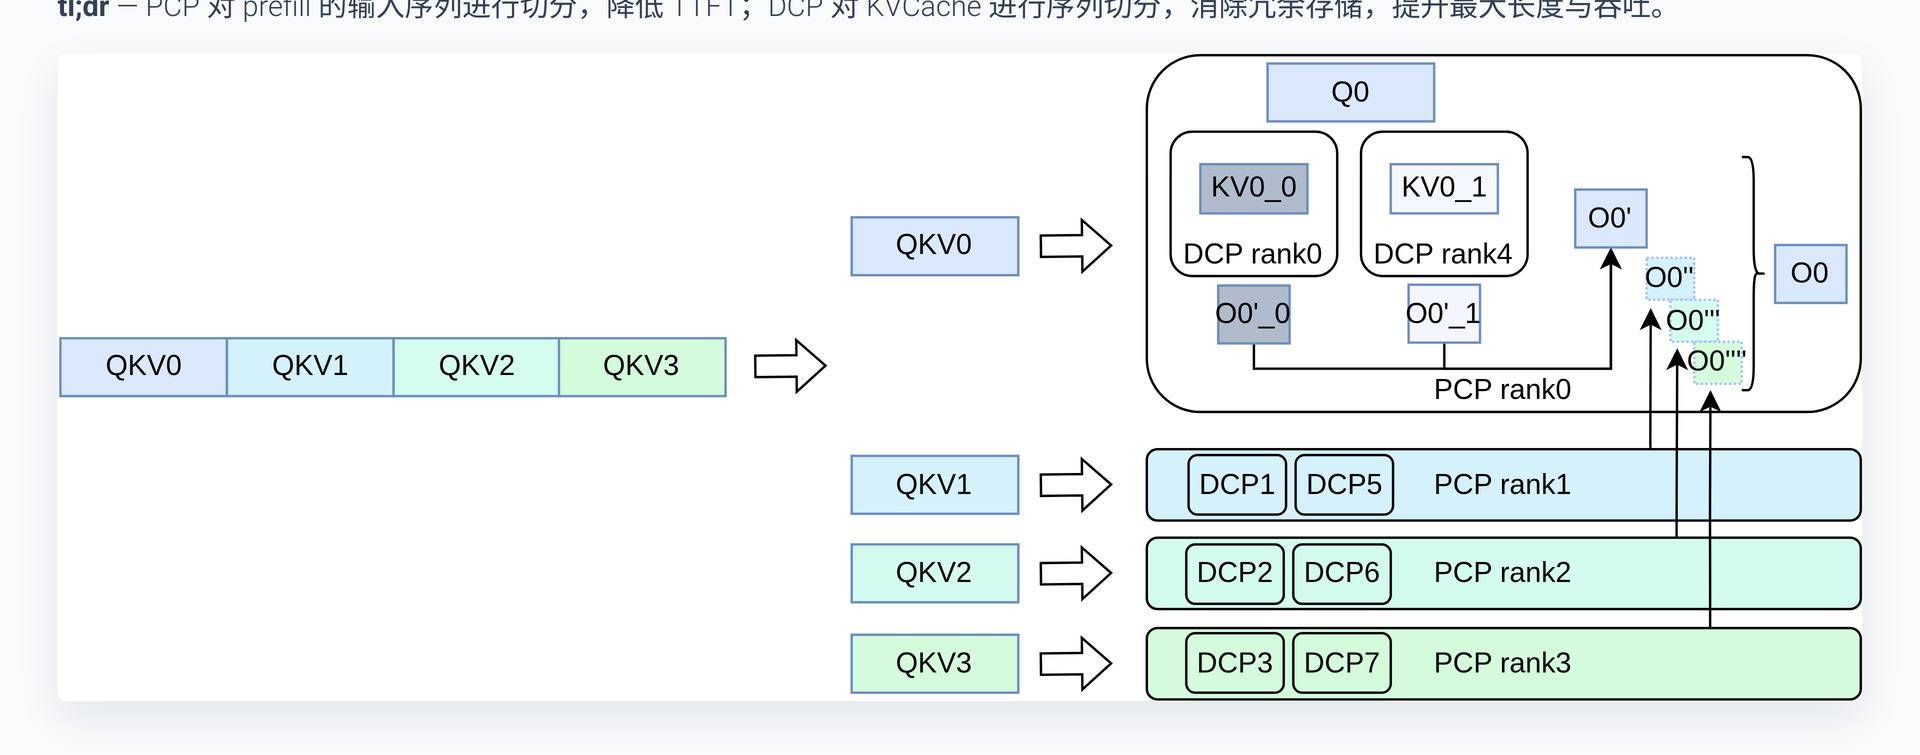 tl;dr — PCP 对 prefill 的输入序列进行切分，降低 TTFT；DCP 对 KVCache 进行序列切分，消除冗余存储，提升最大长度与吞吐。
Q0
KV0_0
KV0_1
DCP rank0
DCP rank4
O0'_0
O0'_1
O0'
O0''
O0'''
O0''''
O0
PCP rank0
QKV0
QKV0 QKV1 QKV2 QKV3
QKV1
DCP1 DCP5 PCP rank1
QKV2
DCP2 DCP6 PCP rank2
QKV3
DCP3 DCP7 PCP rank3